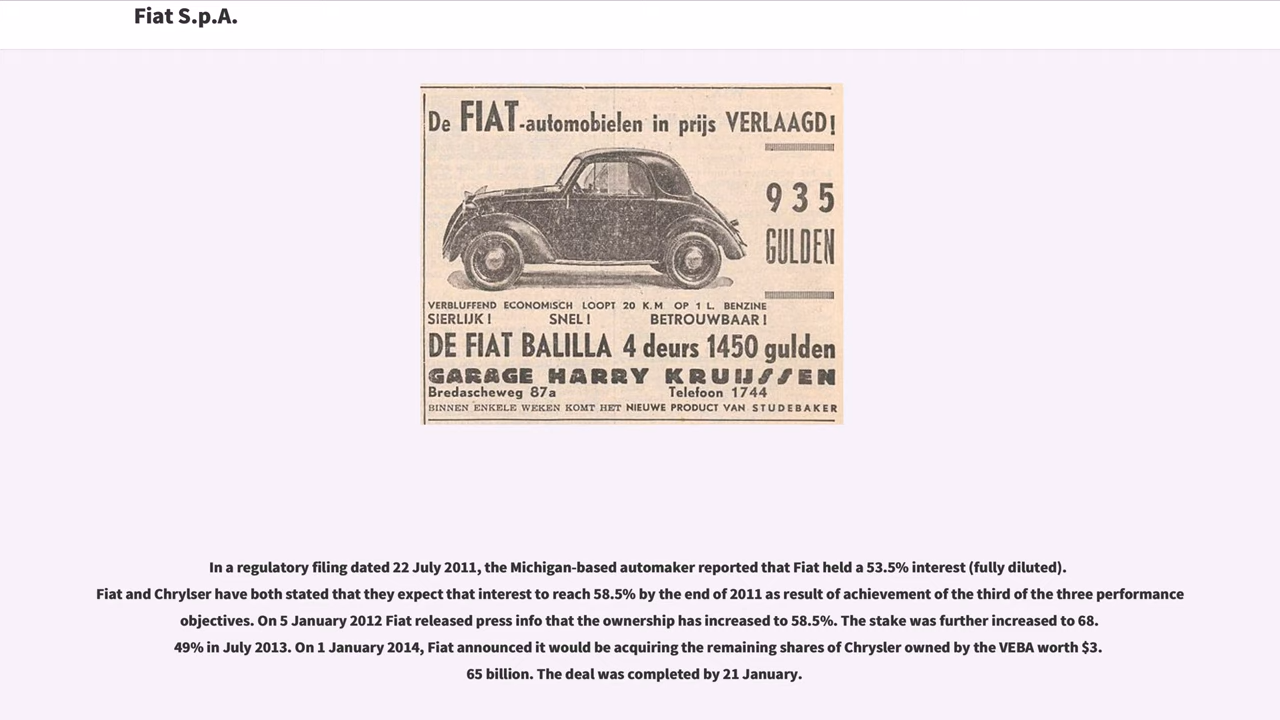 Fiat S.p.A.
De FIAT-automobielen in prijs VERLAAGD!
935
GULDEN
VERBLUFFEND ECONOMISCH LOOPT 20 K.M OP 1 L. BENZINE
SIERLIJK! SNEL! BETROUWBAAR!
DE FIAT BALILLA 4 deurs 1450 gulden
GARAGE HARRY KRUIJSSEN
Bredascheweg 87a Telefoon 1744
BINNEN ENKELE WEKEN KOMT HET NIEUWE PRODUCT VAN STUDEBAKER
In a regulatory filing dated 22 July 2011, the Michigan-based automaker reported that Fiat held a 53.5% interest (fully diluted).
Fiat and Chrylser have both stated that they expect that interest to reach 58.5% by the end of 2011 as result of achievement of the third of the three performance
objectives. On 5 January 2012 Fiat released press info that the ownership has increased to 58.5%. The stake was further increased to 68.
49% in July 2013. On 1 January 2014, Fiat announced it would be acquiring the remaining shares of Chrysler owned by the VEBA worth $3.
65 billion. The deal was completed by 21 January.